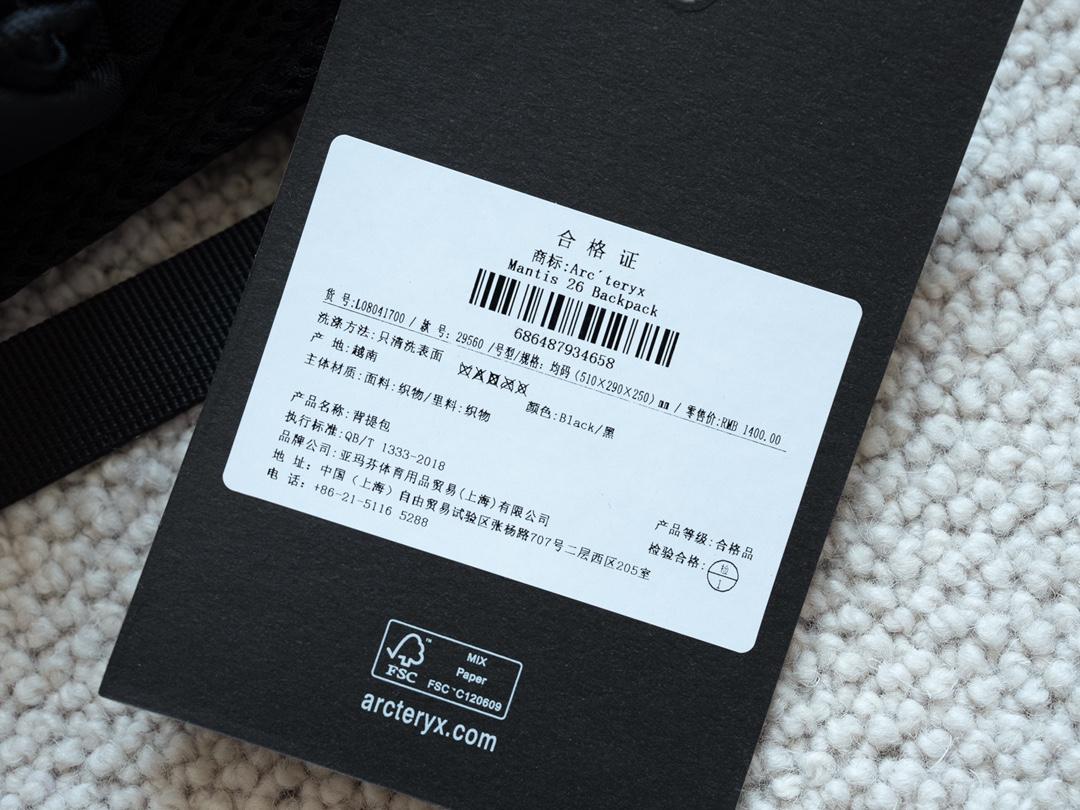 合格证
商标:Arc'teryx
Mantis 26 Backpack
686487934658
货 号:L08041700 / 款 号: 29560 /号型/规格: 均码 (510×290×250) mm / 零售价:RMB 1400.00
洗涤方法:只清洗表面
产 地:越南
颜色:Black/黑
主体材质:面料:织物/里料:织物
产品名称:背提包
执行标准:QB/T 1333-2018
品牌公司:亚玛芬体育用品贸易(上海)有限公司
地 址: 中国 (上海) 自由贸易试验区张杨路707号二层西区205室
电 话: +86-21-5116 5288
产品等级:合格品
检验合格:
检
1
FSC™
MIX
Paper
FSC™C120609
arcteryx.com